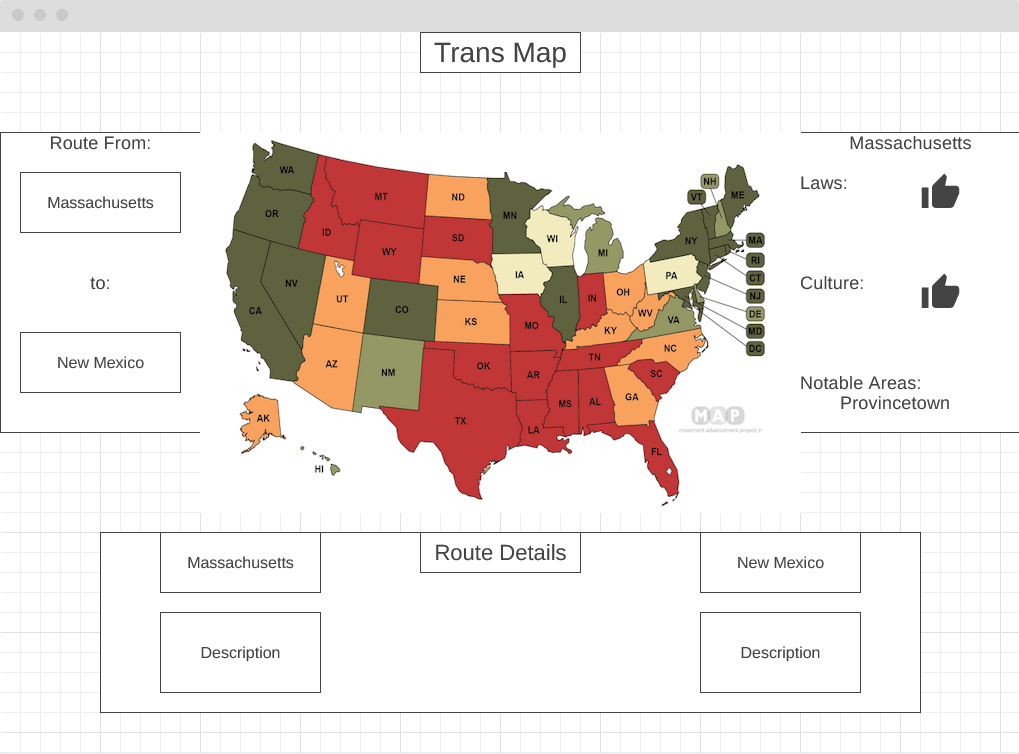 Trans Map
Route From:
Massachusetts
to:
New Mexico
WA
OR
CA
NV
ID
MT
WY
UT
AZ
CO
NM
ND
SD
NE
KS
OK
TX
MN
IA
MO
AR
LA
WI
IL
MI
IN
OH
KY
TN
MS
AL
GA
FL
SC
NC
VA
WV
PA
NY
VT
NH
ME
MA
RI
CT
NJ
DE
MD
DC
AK
HI
MAP
Massachusetts
Laws:
Culture:
Notable Areas:
Provincetown
Route Details
Massachusetts
New Mexico
Description
Description